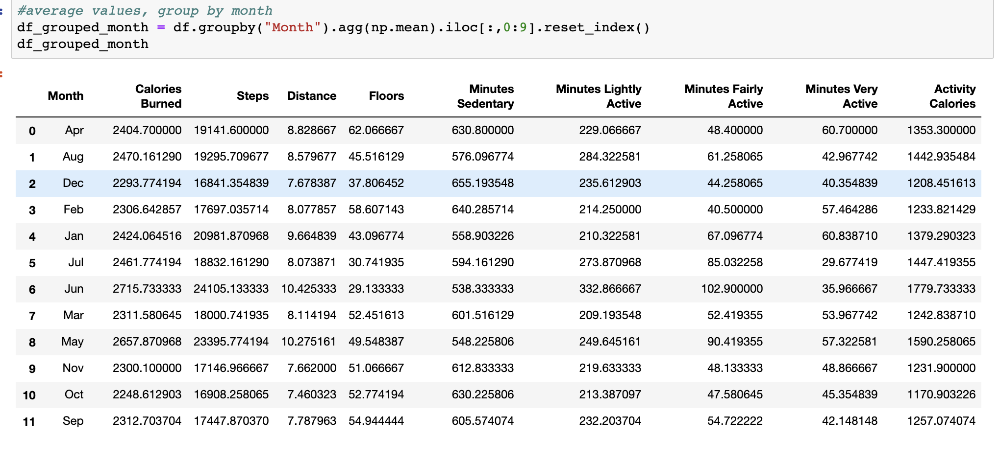 #average values, group by month
df_grouped_month = df.groupby("Month").agg(np.mean).iloc[:,0:9].reset_index()
df_grouped_month
Month Calories Burned Steps Distance Floors Minutes Sedentary Minutes Lightly Active Minutes Fairly Active Minutes Very Active Activity Calories
0 Apr 2404.700000 19141.600000 8.828667 62.066667 630.800000 229.066667 48.400000 60.700000 1353.300000
1 Aug 2470.161290 19295.709677 8.579677 45.516129 576.096774 284.322581 61.258065 42.967742 1442.935484
2 Dec 2293.774194 16841.354839 7.678387 37.806452 655.193548 235.612903 44.258065 40.354839 1208.451613
3 Feb 2306.642857 17697.035714 8.077857 58.607143 640.285714 214.250000 40.500000 57.464286 1233.821429
4 Jan 2424.064516 20981.870968 9.664839 43.096774 558.903226 210.322581 67.096774 60.838710 1379.290323
5 Jul 2461.774194 18832.161290 8.073871 30.741935 594.161290 273.870968 85.032258 29.677419 1447.419355
6 Jun 2715.733333 24105.133333 10.425333 29.133333 538.333333 332.866667 102.900000 35.966667 1779.733333
7 Mar 2311.580645 18000.741935 8.114194 52.451613 601.516129 209.193548 52.419355 53.967742 1242.838710
8 May 2657.870968 23395.774194 10.275161 49.548387 548.225806 249.645161 90.419355 57.322581 1590.258065
9 Nov 2300.100000 17146.966667 7.662000 51.066667 612.833333 219.633333 48.133333 48.866667 1231.900000
10 Oct 2248.612903 16908.258065 7.460323 52.774194 630.225806 213.387097 47.580645 45.354839 1170.903226
11 Sep 2312.703704 17447.870370 7.787963 54.944444 605.574074 232.203704 54.722222 42.148148 1257.074074